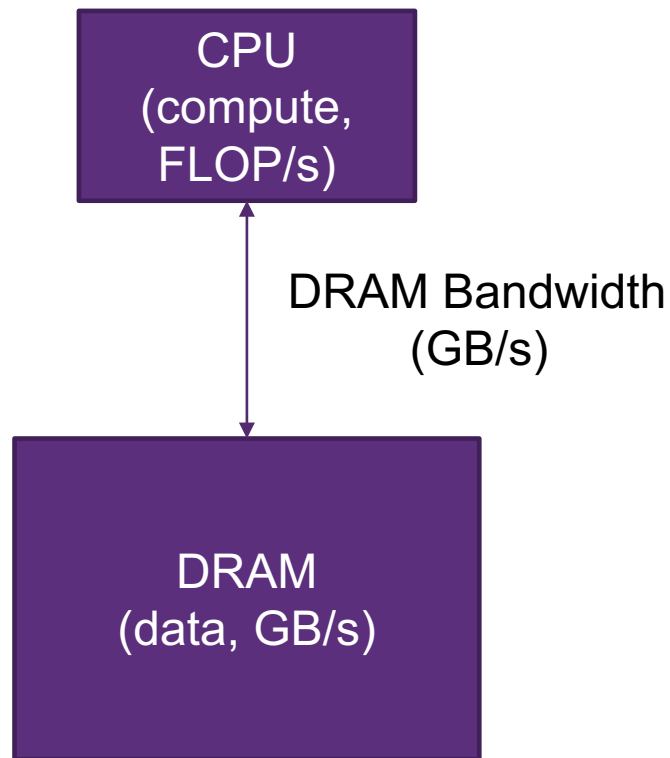 CPU
(compute,
FLOP/s)
DRAM Bandwidth
(GB/s)
DRAM
(data, GB/s)